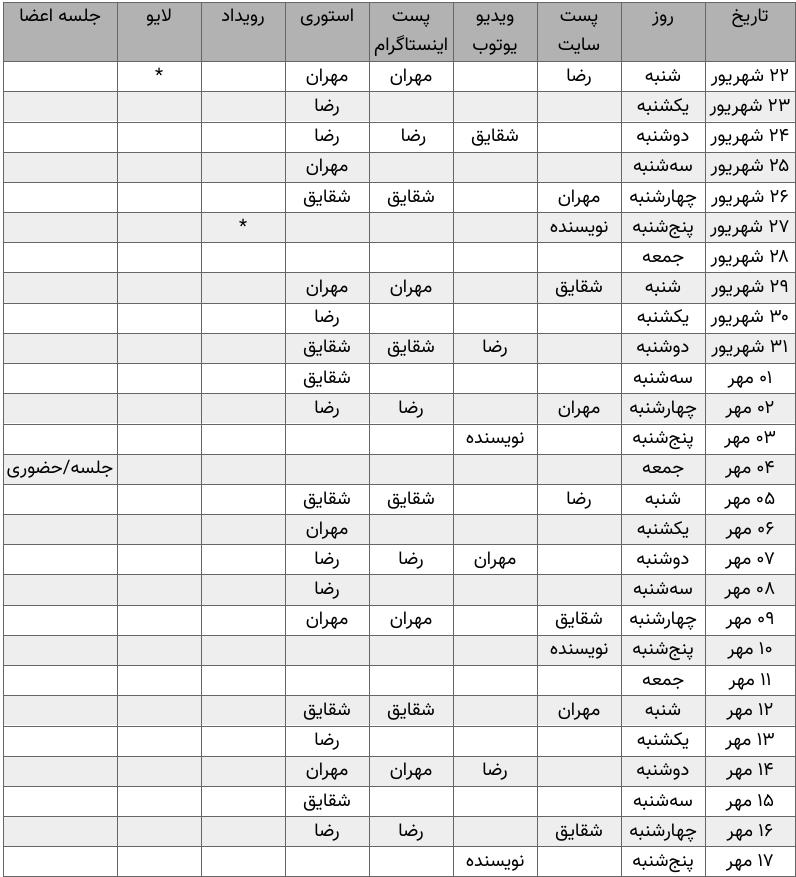 تاریخ روز پست سایت ویدیو یوتوب پست اینستاگرام استوری رویداد لایو جلسه اعضا
۲۲ شهریور شنبه رضا مهران مهران *
۲۳ شهریور یکشنبه رضا
۲۴ شهریور دوشنبه شقایق رضا رضا
۲۵ شهریور سه‌شنبه مهران
۲۶ شهریور چهارشنبه مهران شقایق شقایق
۲۷ شهریور پنج‌شنبه نویسنده *
۲۸ شهریور جمعه
۲۹ شهریور شنبه شقایق مهران مهران
۳۰ شهریور یکشنبه رضا
۳۱ شهریور دوشنبه رضا شقایق شقایق
۰۱ مهر سه‌شنبه شقایق
۰۲ مهر چهارشنبه مهران رضا رضا
۰۳ مهر پنج‌شنبه نویسنده
۰۴ مهر جمعه جلسه/حضوری
۰۵ مهر شنبه رضا شقایق شقایق
۰۶ مهر یکشنبه مهران
۰۷ مهر دوشنبه مهران رضا رضا
۰۸ مهر سه‌شنبه رضا
۰۹ مهر چهارشنبه شقایق مهران مهران
۱۰ مهر پنج‌شنبه نویسنده
۱۱ مهر جمعه
۱۲ مهر شنبه مهران شقایق شقایق
۱۳ مهر یکشنبه رضا
۱۴ مهر دوشنبه رضا مهران مهران
۱۵ مهر سه‌شنبه شقایق
۱۶ مهر چهارشنبه شقایق رضا رضا
۱۷ مهر پنج‌شنبه نویسنده